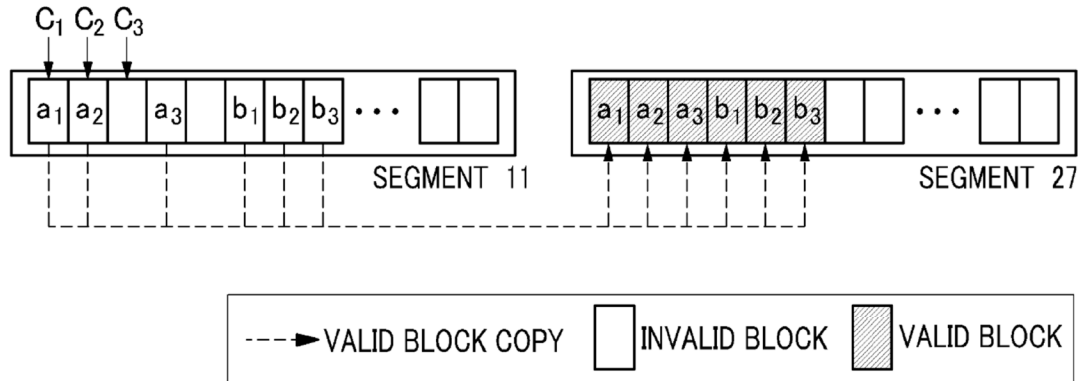 C₁ C₂ C₃
a₁ a₂ a₃ b₁ b₂ b₃ ••• a₁ a₂ a₃ b₁ b₂ b₃ •••
SEGMENT 11 SEGMENT 27
VALID BLOCK COPY INVALID BLOCK VALID BLOCK